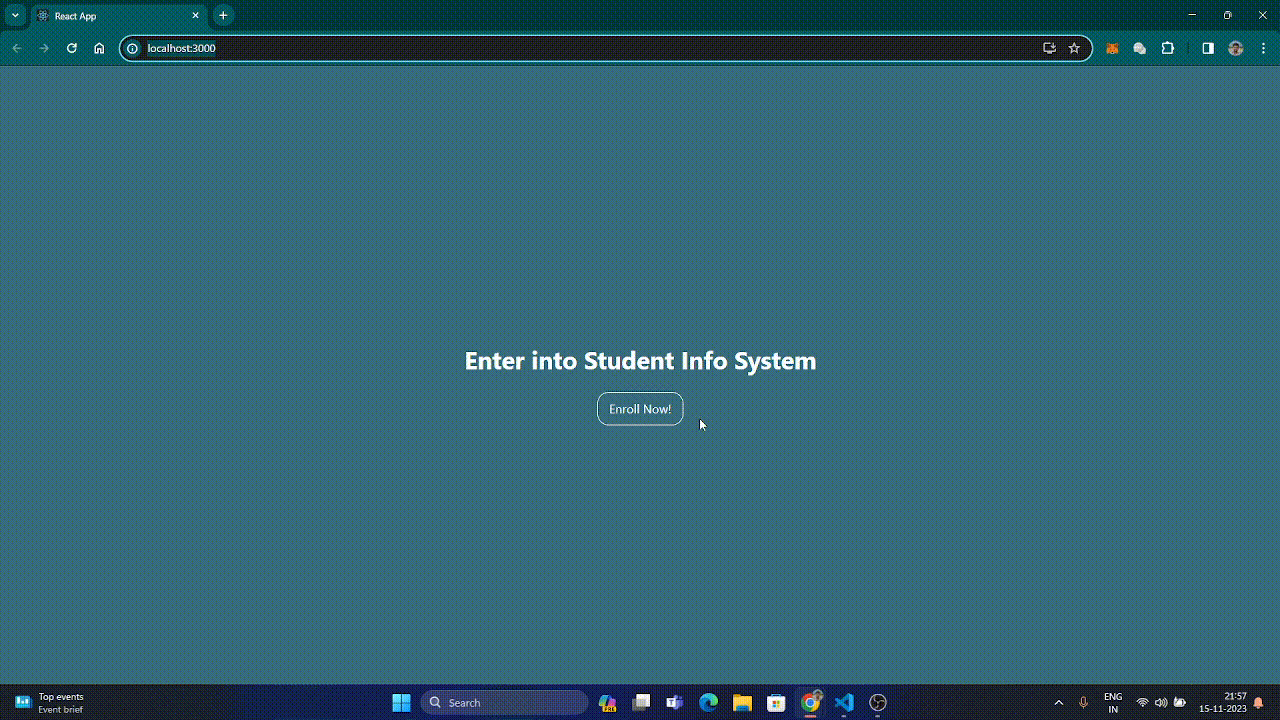 React App
localhost:3000
Enter into Student Info System
Enroll Now!
Top events
Event brief
Search
PRE
ENG
IN
21:57
15-11-2023